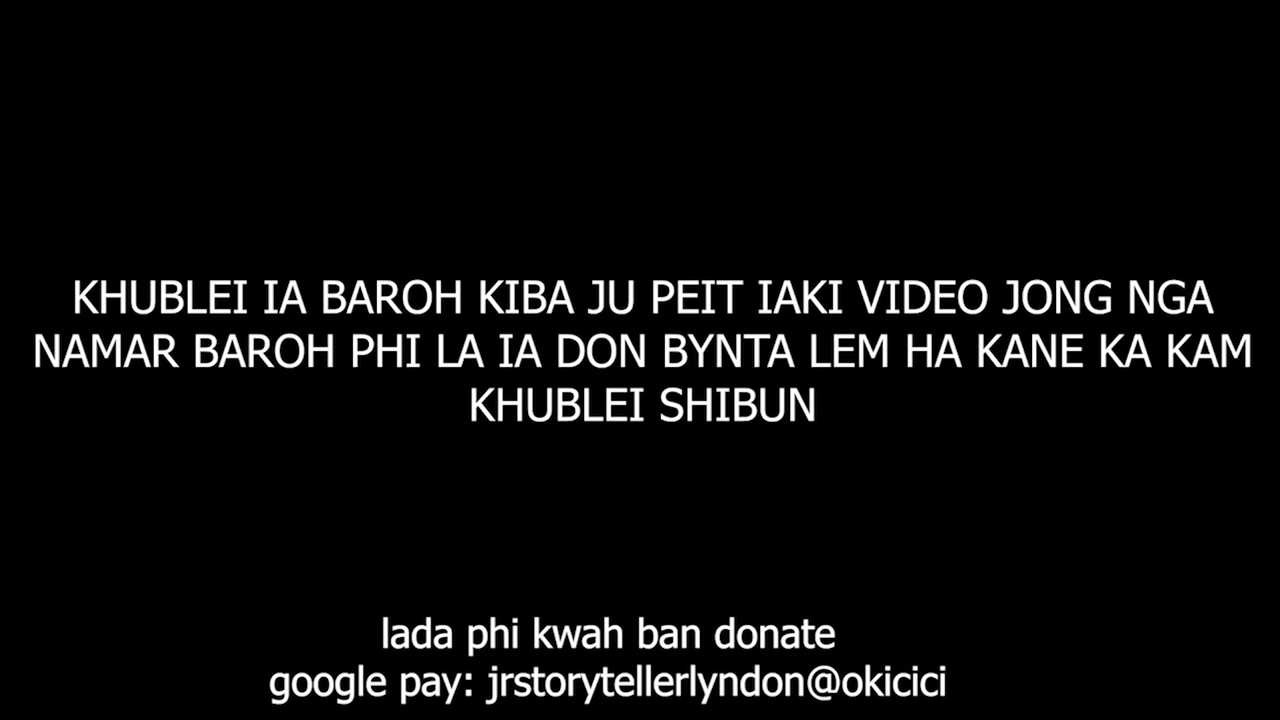 KHUBLEI IA BAROH KIBA JU PEIT IAKI VIDEO JONG NGA
NAMAR BAROH PHI LA IA DON BYNTA LEM HA KANE KA KAM
KHUBLEI SHIBUN
lada phi kwah ban donate
google pay: jrstorytellerlyndon@okicici